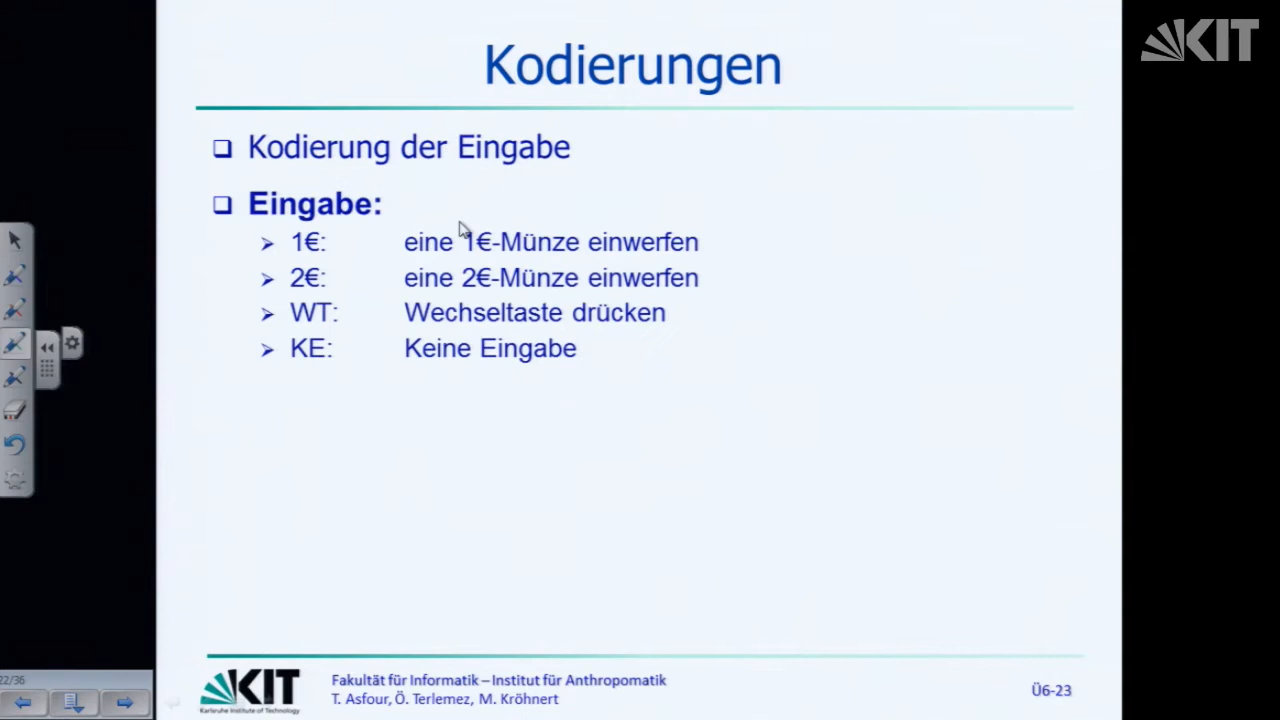 KIT
Kodierungen
Kodierung der Eingabe
Eingabe:
1€: eine 1€-Münze einwerfen
2€: eine 2€-Münze einwerfen
WT: Wechseltaste drücken
KE: Keine Eingabe
22/36
KIT
Karlsruhe Institute of Technology
Fakultät für Informatik – Institut für Anthropomatik
T. Asfour, Ö. Terlemez, M. Kröhnert
Ü6-23